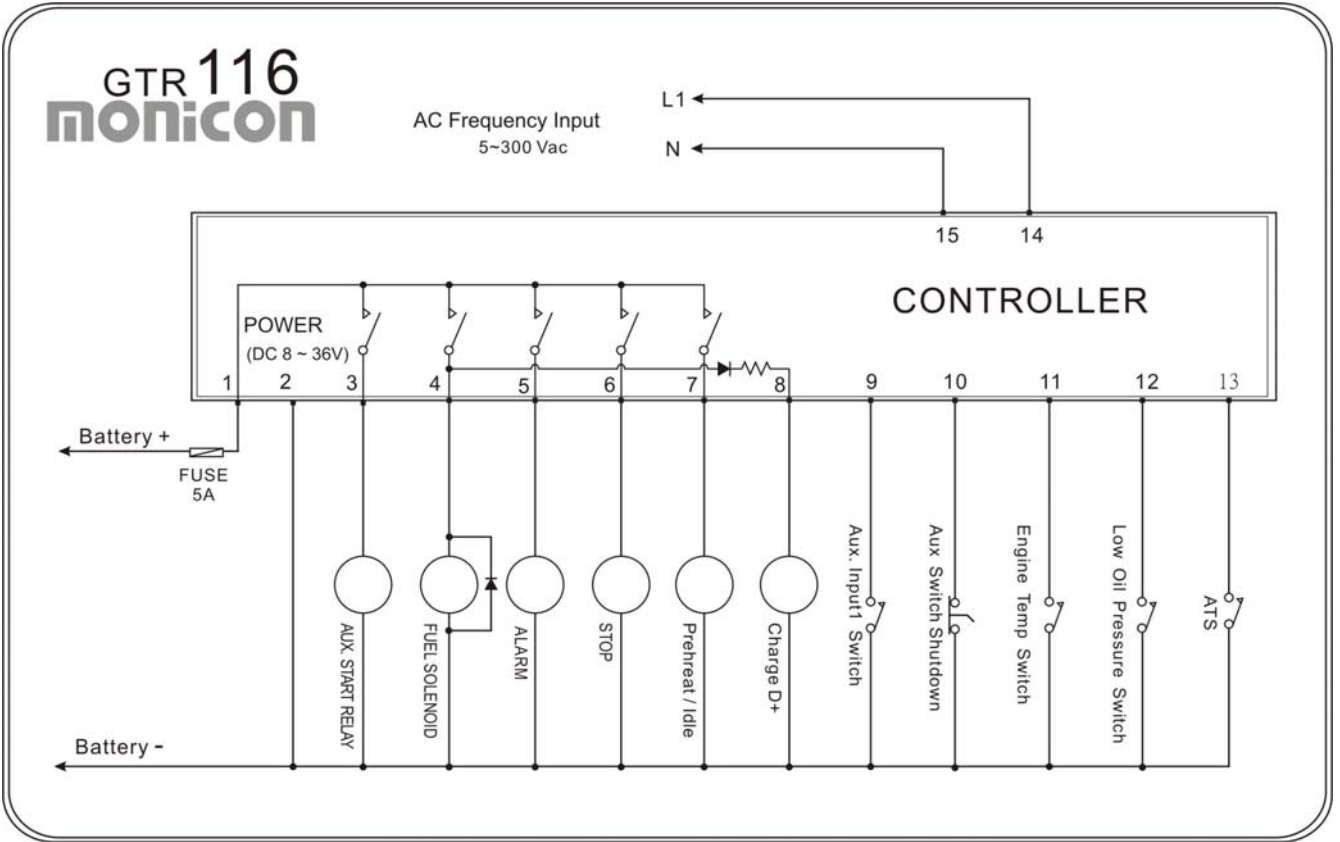 GTR 116
monicon
AC Frequency Input
5~300 Vac
L1
N
15
14
CONTROLLER
POWER
(DC 8 ~ 36V)
1
2
3
4
5
6
7
8
9
10
11
12
13
Battery +
FUSE
5A
AUX. START RELAY
FUEL SOLENOID
ALARM
STOP
Prehreat / Idle
Charge D+
Aux. Input1 Switch
Aux Switch Shutdown
Engine Temp Switch
Low Oil Pressure Switch
ATS
Battery -